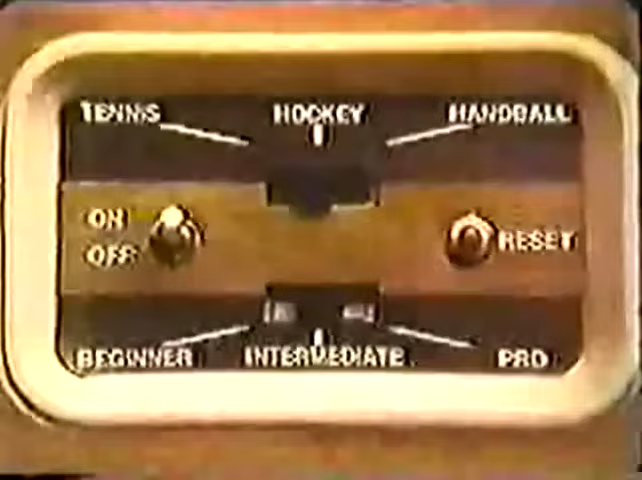 TENNIS HOCKEY HANDBALL
ON
OFF
RESET
BEGINNER INTERMEDIATE PRO